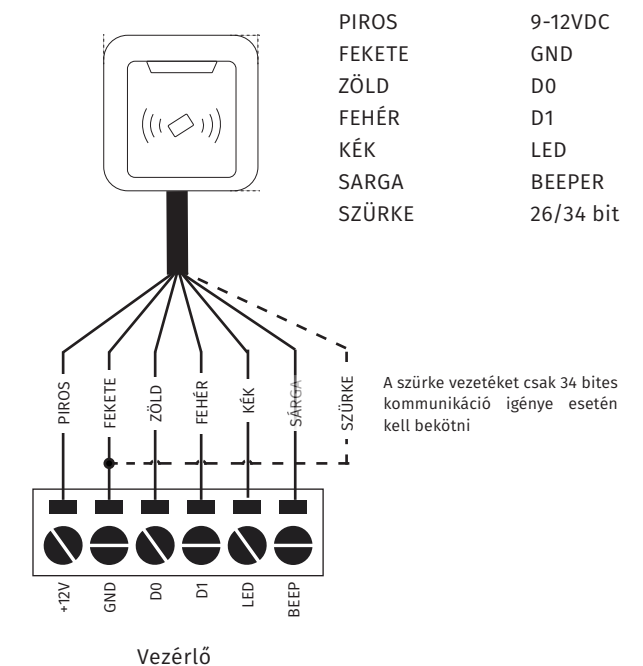 PIROS 9-12VDC
FEKETE GND
ZÖLD D0
FEHÉR D1
KÉK LED
SARGA BEEPER
SZÜRKE 26/34 bit
PIROS
FEKETE
ZÖLD
FEHÉR
KÉK
SÁRGA
SZÜRKE
A szürke vezetéket csak 34 bites
kommunikáció igénye esetén
kell bekötni
+12V
GND
D0
D1
LED
BEEP
Vezérlő